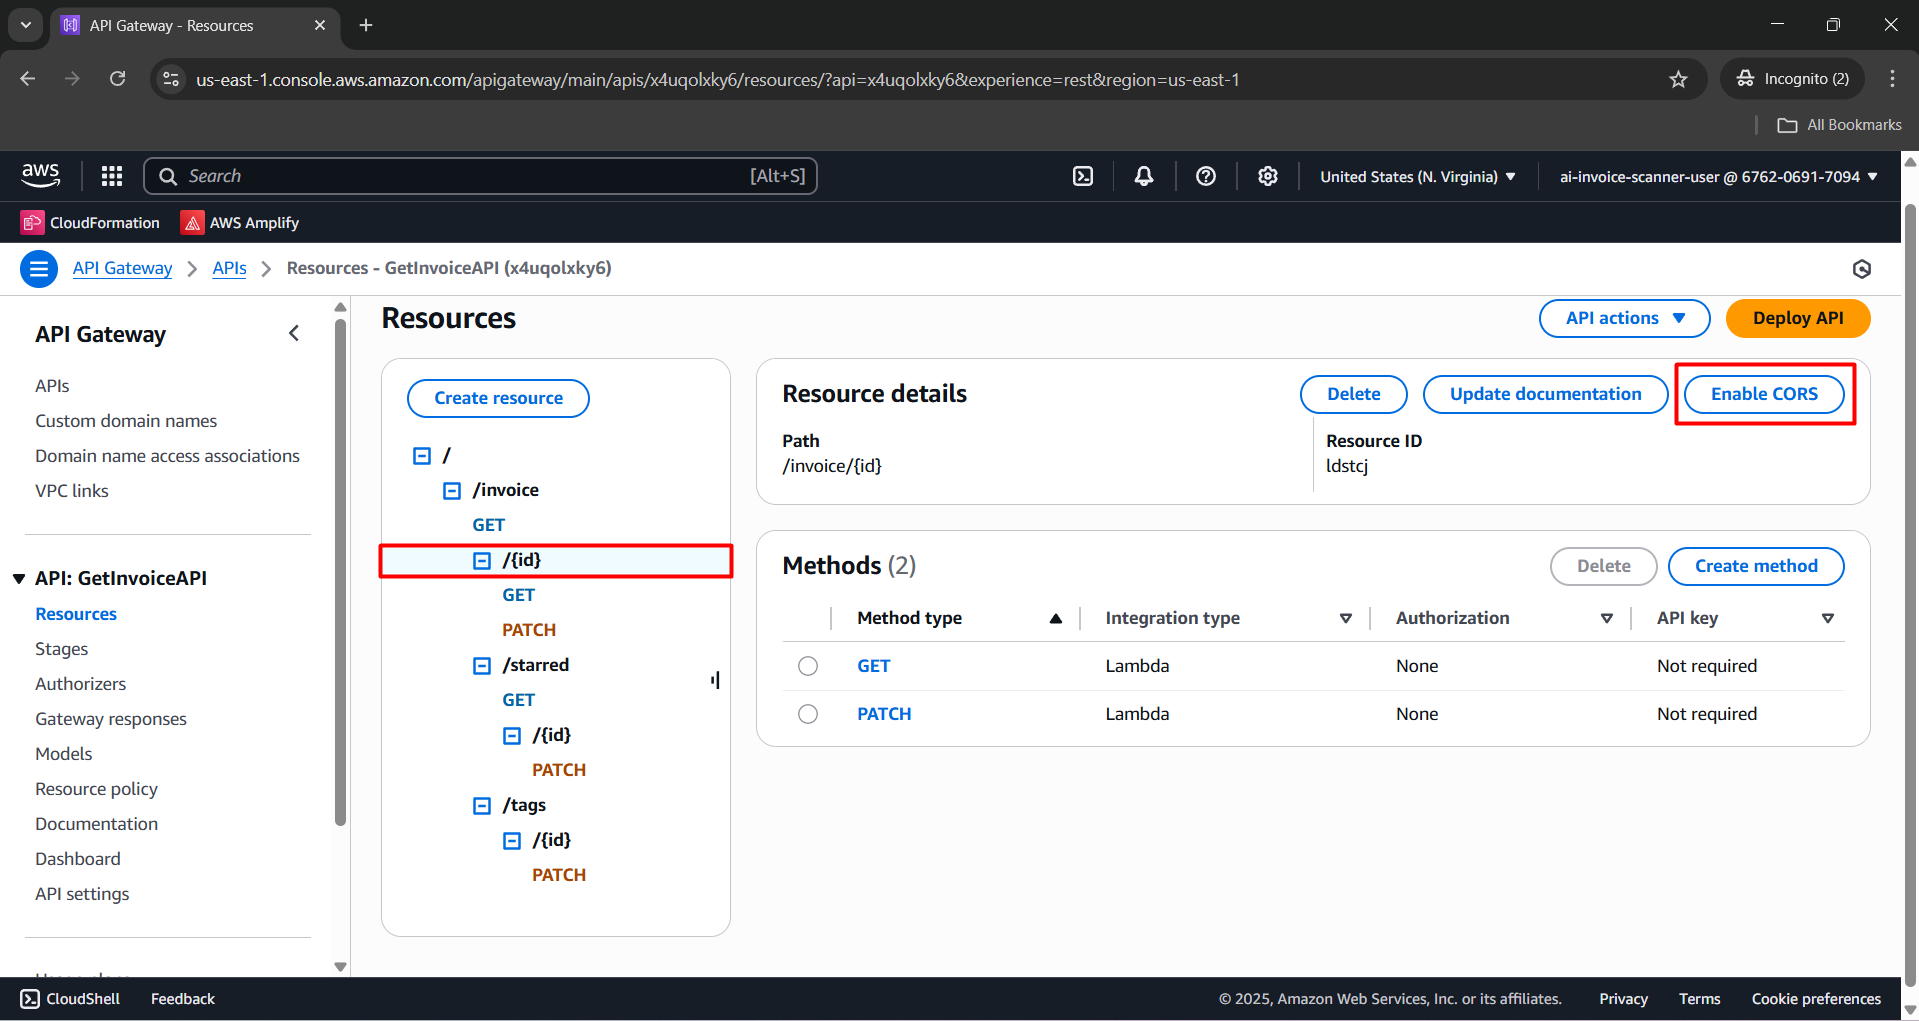 API Gateway - Resources
us-east-1.console.aws.amazon.com/apigateway/main/apis/x4uqolxky6/resources/?api=x4uqolxky6&experience=rest&region=us-east-1
Incognito (2)
All Bookmarks
aws
Search
[Alt+S]
United States (N. Virginia)
ai-invoice-scanner-user @ 6762-0691-7094
CloudFormation
AWS Amplify
API Gateway
APIs
Resources - GetInvoiceAPI (x4uqolxky6)
API Gateway
APIs
Custom domain names
Domain name access associations
VPC links
API: GetInvoiceAPI
Resources
Stages
Authorizers
Gateway responses
Models
Resource policy
Documentation
Dashboard
API settings
Resources
API actions
Deploy API
Create resource
/
/invoice
GET
/{id}
GET
PATCH
/starred
GET
/{id}
PATCH
/tags
/{id}
PATCH
Resource details
Delete
Update documentation
Enable CORS
Path
/invoice/{id}
Resource ID
ldstcj
Methods (2)
Delete
Create method
Method type
Integration type
Authorization
API key
GET
Lambda
None
Not required
PATCH
Lambda
None
Not required
CloudShell
Feedback
© 2025, Amazon Web Services, Inc. or its affiliates.
Privacy
Terms
Cookie preferences